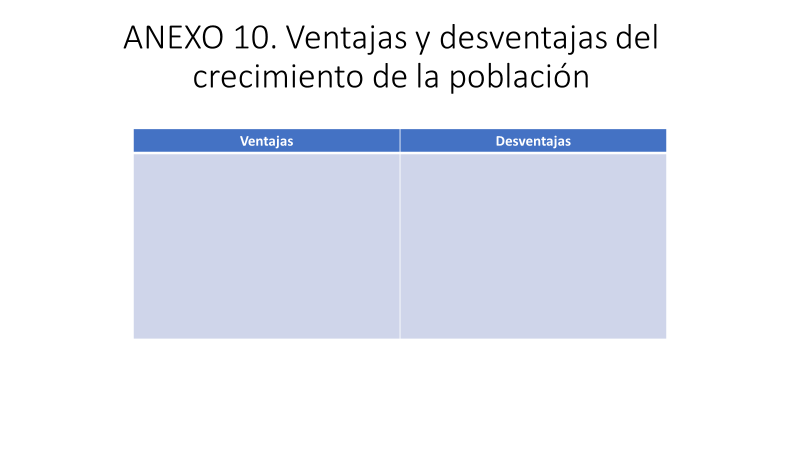 ANEXO 10. Ventajas y desventajas del
crecimiento de la población
Ventajas
Desventajas